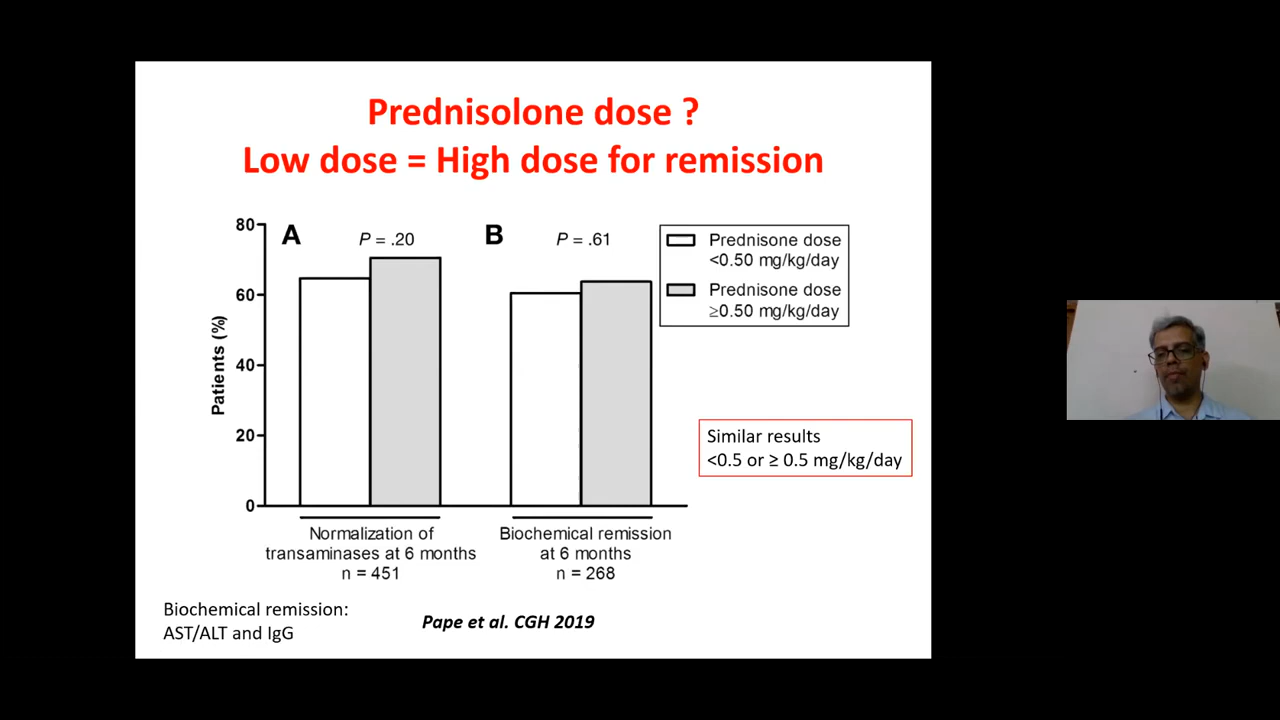 Prednisolone dose ?
Low dose = High dose for remission
A
P = .20
B
P = .61
Prednisone dose
<0.50 mg/kg/day
Prednisone dose
≥0.50 mg/kg/day
80
60
40
20
0
Patients (%)
Similar results
<0.5 or ≥ 0.5 mg/kg/day
Normalization of
transaminases at 6 months
n = 451
Biochemical remission
at 6 months
n = 268
Biochemical remission:
AST/ALT and IgG
Pape et al. CGH 2019